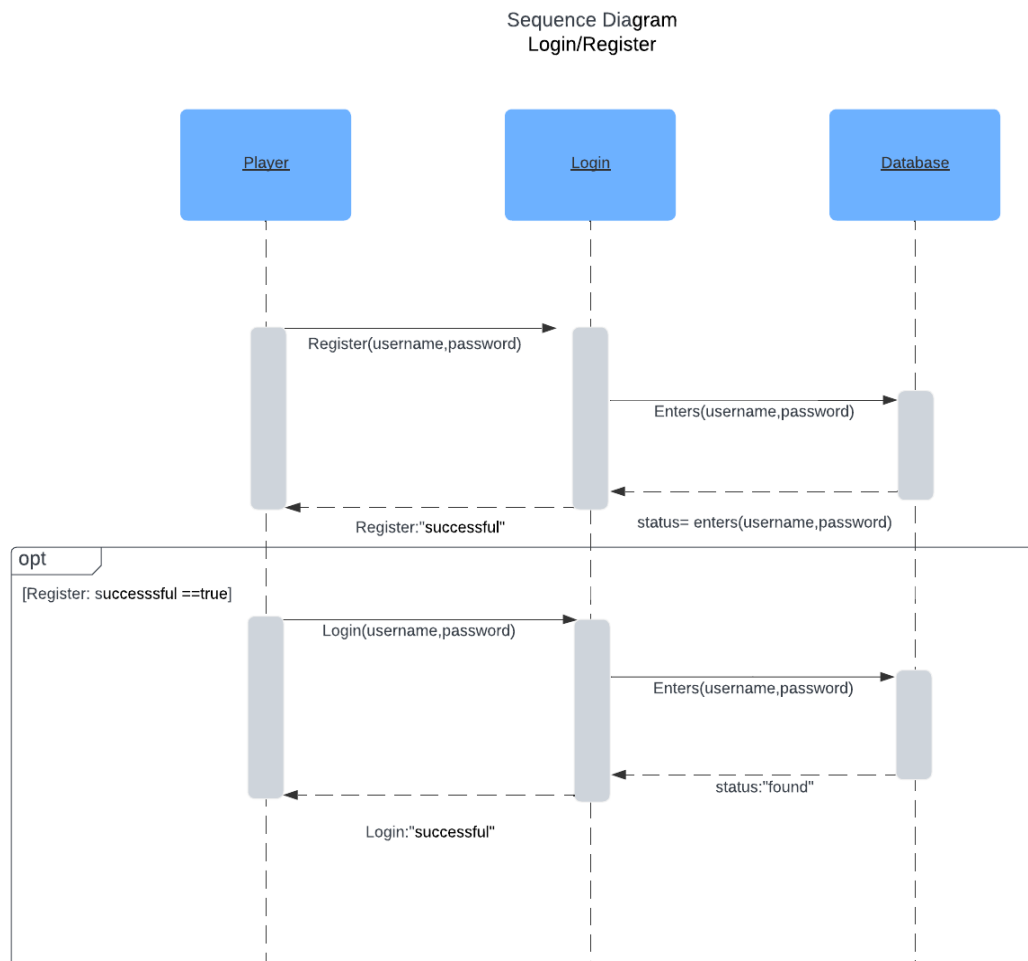 Sequence Diagram
Login/Register
Player
Login
Database
Register(username,password)
Enters(username,password)
status= enters(username,password)
Register:"successful"
opt
[Register: successsful ==true]
Login(username,password)
Enters(username,password)
status:"found"
Login:"successful"